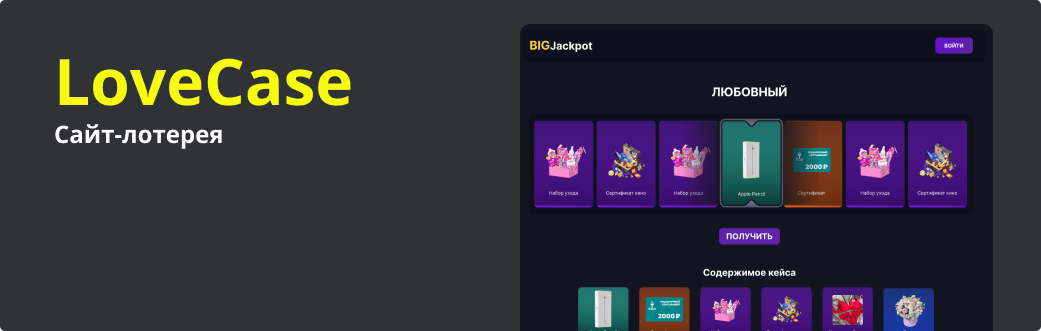 LoveCase
Сайт-лотерея
BIGJackpot
ВОЙТИ
ЛЮБОВНЫЙ
Набор ухода
Сертификат кино
Набор ухода
Apple Pencil
2000 ₽
Сертификат
Набор ухода
Сертификат кино
ПОЛУЧИТЬ
Содержимое кейса
2000 ₽